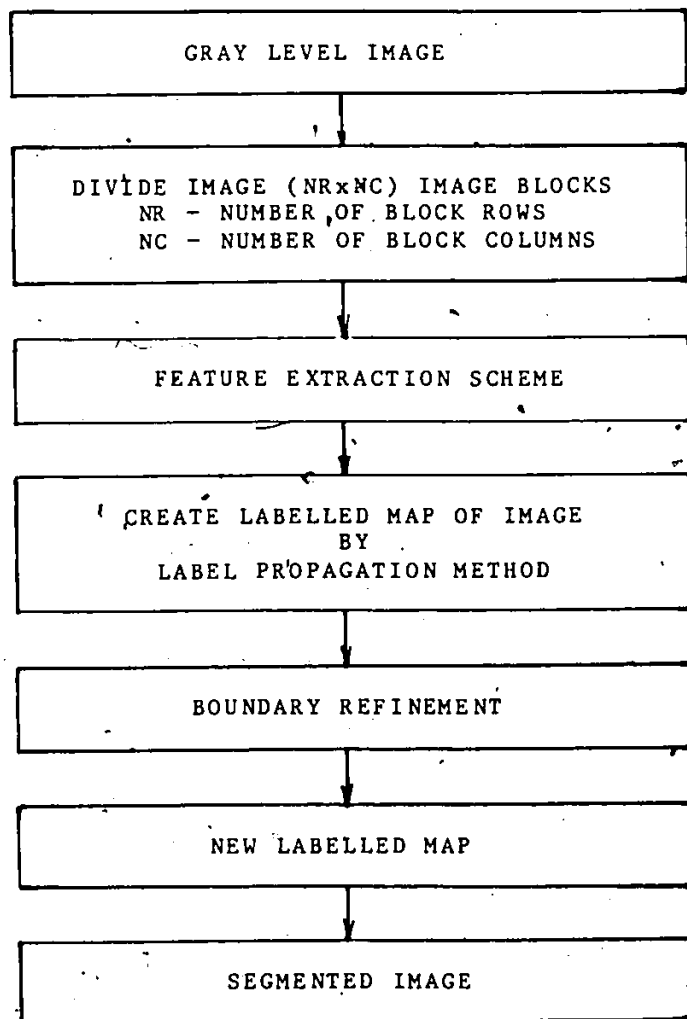 GRAY LEVEL IMAGE
DIVIDE IMAGE (NRxNC) IMAGE BLOCKS
NR - NUMBER OF BLOCK ROWS
NC - NUMBER OF BLOCK COLUMNS
FEATURE EXTRACTION SCHEME
CREATE LABELLED MAP OF IMAGE
BY
LABEL PROPAGATION METHOD
BOUNDARY REFINEMENT
NEW LABELLED MAP
SEGMENTED IMAGE